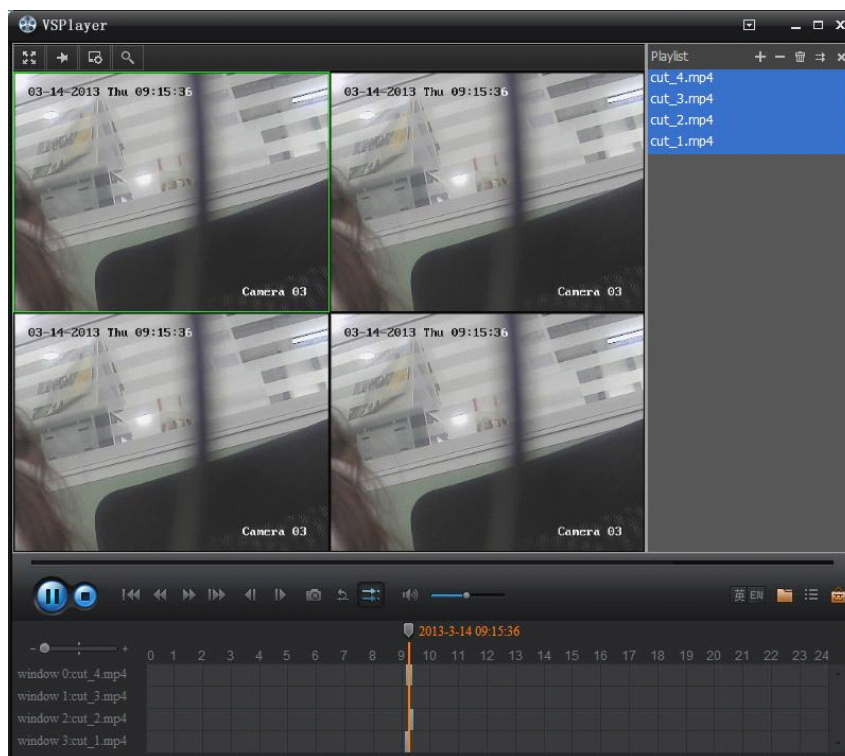 VSPlayer
Playlist
cut_4.mp4
cut_3.mp4
cut_2.mp4
cut_1.mp4
03-14-2013 Thu 09:15:36
03-14-2013 Thu 09:15:36
Camera 03
Camera 03
03-14-2013 Thu 09:15:36
03-14-2013 Thu 09:15:36
Camera 03
Camera 03
英 EN
2013-3-14 09:15:36
0 1 2 3 4 5 6 7 8 9 10 11 12 13 14 15 16 17 18 19 20 21 22 23 24
window 0:cut_4.mp4
window 1:cut_3.mp4
window 2:cut_2.mp4
window 3:cut_1.mp4